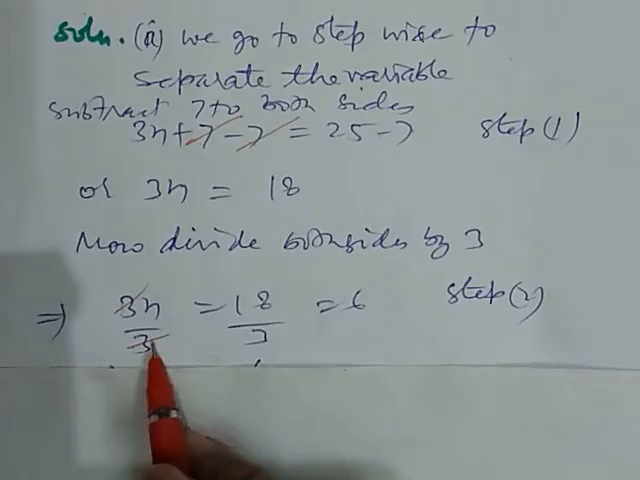 Soln. (a) we go to step wise to
separate the variable
subtract 7 to both sides
3n+7-7 = 25-7 step(1)
or 3n = 18
Now divide both sides by 3
⇒ 3n/3 = 18/3 = 6 step(2)